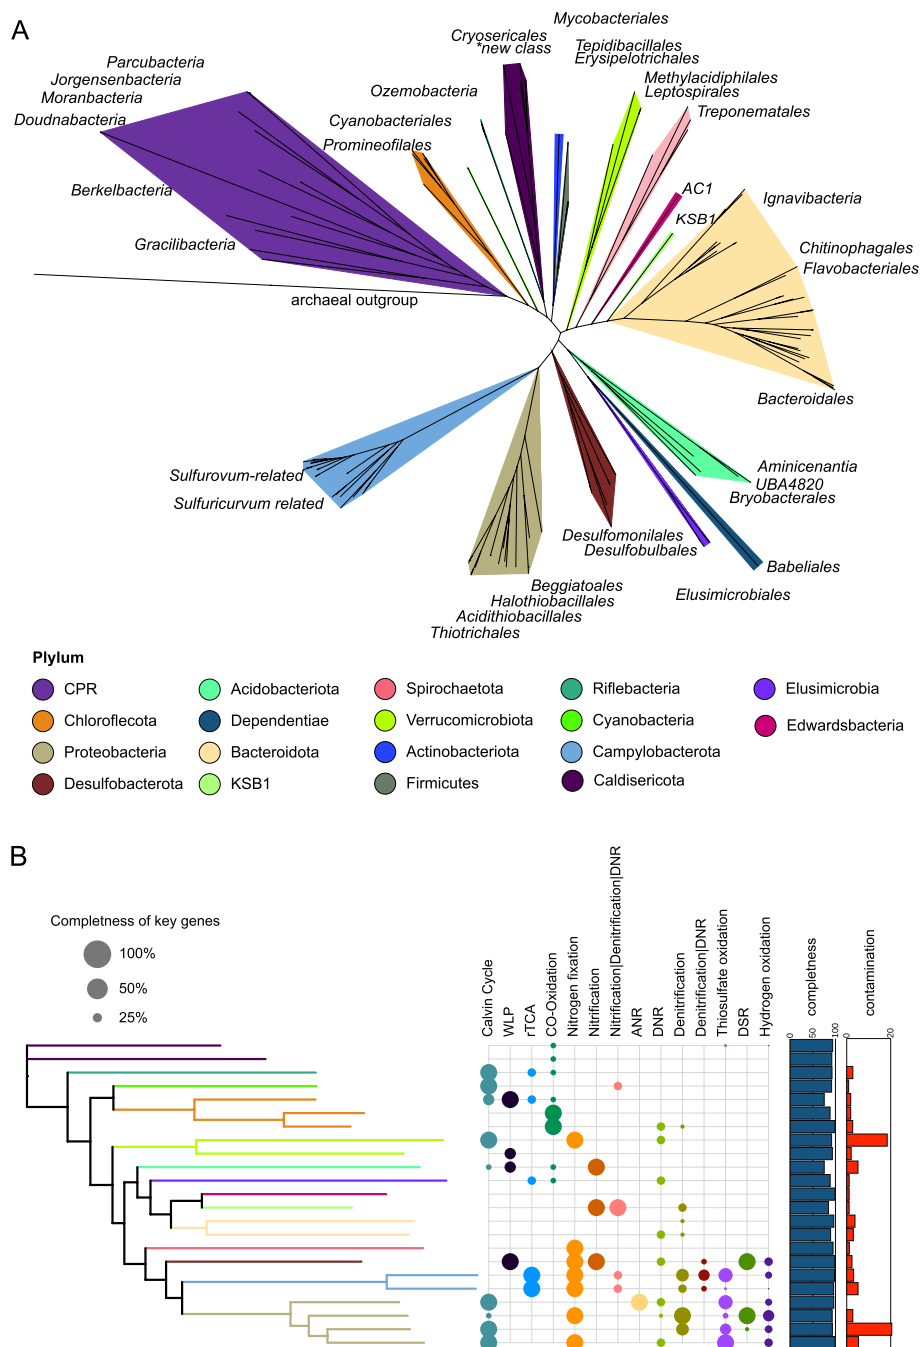 A
Mycobacteriales
Cryosericales
*new class
Tepidibacillales
Erysipelotrichales
Parcubacteria
Jorgensenbacteria
Moranbacteria
Doudnabacteria
Ozemobacteria
Methylacidiphilales
Leptospirales
Treponematales
Cyanobacteriales
Promineofilales
Berkelbacteria
AC1
Ignavibacteria
KSB1
Gracilibacteria
Chitinophagales
Flavobacteriales
archaeal outgroup
Bacteroidales
Sulfurovum-related
Sulfuricurvum related
Aminicenantia
UBA4820
Bryobacterales
Desulfomonilales
Desulfobulbales
Babeliales
Elusimicrobiales
Beggiatoales
Halothiobacillales
Acidithiobacillales
Thiotrichales
Plylum
CPR
Acidobacteriota
Spirochaetota
Riflebacteria
Elusimicrobia
Chloroflecota
Dependentiae
Verrucomicrobiota
Cyanobacteria
Edwardsbacteria
Proteobacteria
Bacteroidota
Actinobacteriota
Campylobacterota
Desulfobacterota
KSB1
Firmicutes
Caldisericota
B
Completness of key genes
100%
50%
25%
Calvin Cycle
WLP
rTCA
CO-Oxidation
Nitrogen fixation
Nitrification
Nitrification|Denitrification|DNR
ANR
DNR
Denitrification
Denitrification|DNR
Thiosulfate oxidation
DSR
Hydrogen oxidation
completness
contamination
0
50
100
0
20